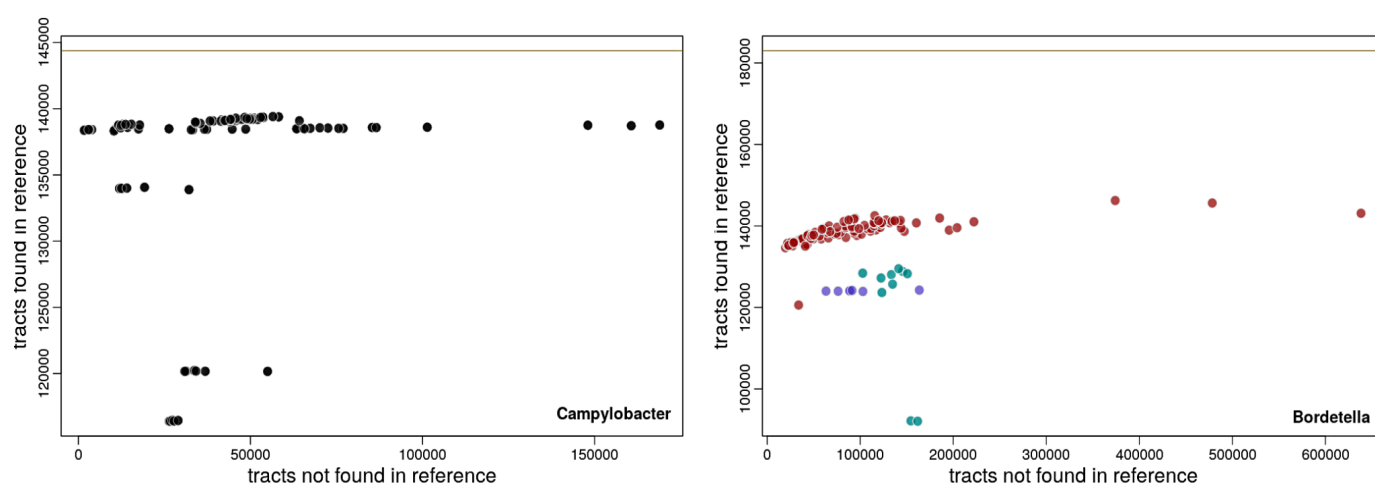 145000
140000
135000
130000
125000
120000
tracts found in reference
Campylobacter
0 50000 100000 150000
tracts not found in reference
180000
160000
140000
120000
100000
tracts found in reference
Bordetella
0 100000 200000 300000 400000 500000 600000
tracts not found in reference